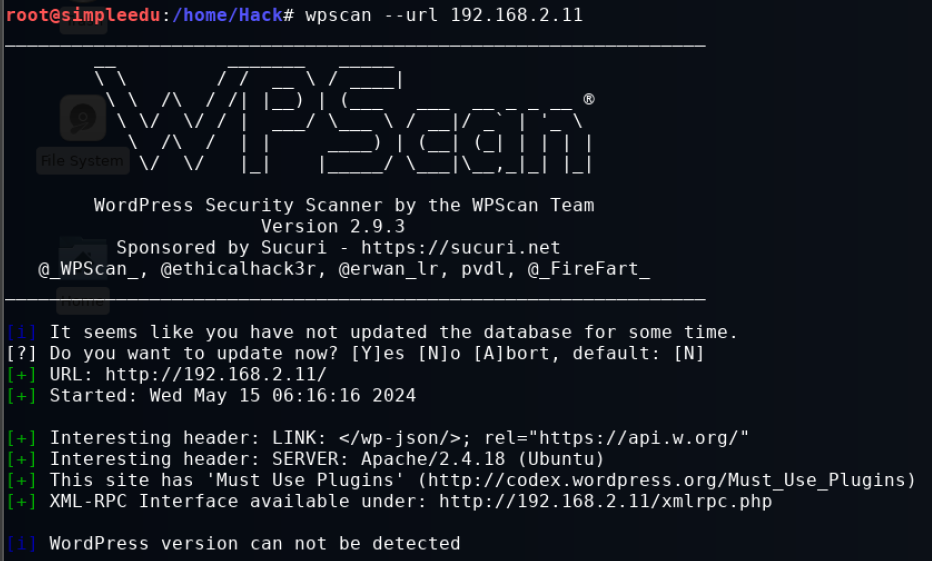 root@simpleedu:/home/Hack# wpscan --url 192.168.2.11
_______________________________________________________________
        __          _______   _____
        \ \        / /  __ \ / ____|
         \ \  /\  / /| |__) | (___   ___  __ _ _ __ ®
          \ \/  \/ / |  ___/ \___ \ / __|/ _` | '_ \
           \  /\  /  | |     ____) | (__| (_| | | | |
            \/  \/   |_|    |_____/ \___|\__,_|_| |_|
File System
        WordPress Security Scanner by the WPScan Team
                       Version 2.9.3
          Sponsored by Sucuri - https://sucuri.net
   @_WPScan_, @ethicalhack3r, @erwan_lr, pvdl, @_FireFart_
_______________________________________________________________
Home
[i] It seems like you have not updated the database for some time.
[?] Do you want to update now? [Y]es [N]o [A]bort, default: [N]
[+] URL: http://192.168.2.11/
[+] Started: Wed May 15 06:16:16 2024
[+] Interesting header: LINK: </wp-json/>; rel="https://api.w.org/"
[+] Interesting header: SERVER: Apache/2.4.18 (Ubuntu)
[+] This site has 'Must Use Plugins' (http://codex.wordpress.org/Must_Use_Plugins)
[+] XML-RPC Interface available under: http://192.168.2.11/xmlrpc.php
[i] WordPress version can not be detected